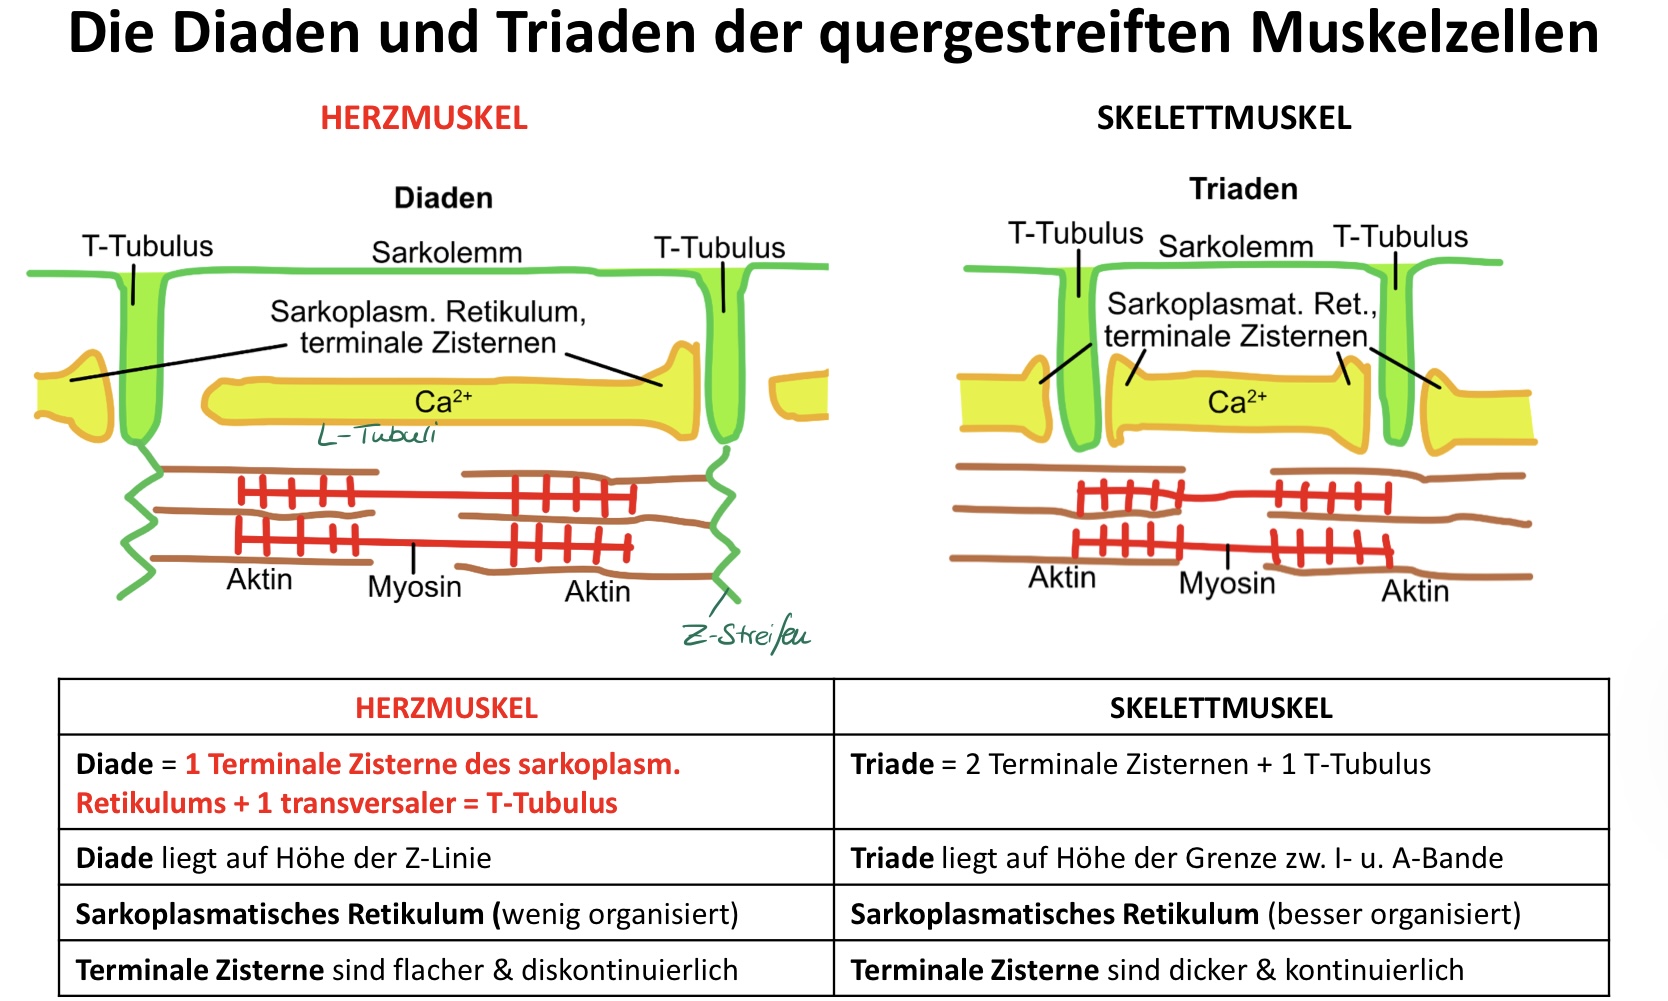 Die Diaden und Triaden der quergestreiften Muskelzellen
HERZMUSKEL
Diaden
T-Tubulus
Sarkolemm
T-Tubulus
Sarkoplasm. Retikulum,
terminale Zisternen
Ca²⁺
L-Tubuli
Aktin
Myosin
Aktin
Z-Streifen
SKELETTMUSKEL
Triaden
T-Tubulus
Sarkolemm
T-Tubulus
Sarkoplasmat. Ret.,
terminale Zisternen
Ca²⁺
Aktin
Myosin
Aktin
HERZMUSKEL
SKELETTMUSKEL
Diade = 1 Terminale Zisterne des sarkoplasm.
Retikulums + 1 transversaler = T-Tubulus
Triade = 2 Terminale Zisternen + 1 T-Tubulus
Diade liegt auf Höhe der Z-Linie
Triade liegt auf Höhe der Grenze zw. I- u. A-Bande
Sarkoplasmatisches Retikulum (wenig organisiert)
Sarkoplasmatisches Retikulum (besser organisiert)
Terminale Zisterne sind flacher & diskontinuierlich
Terminale Zisterne sind dicker & kontinuierlich